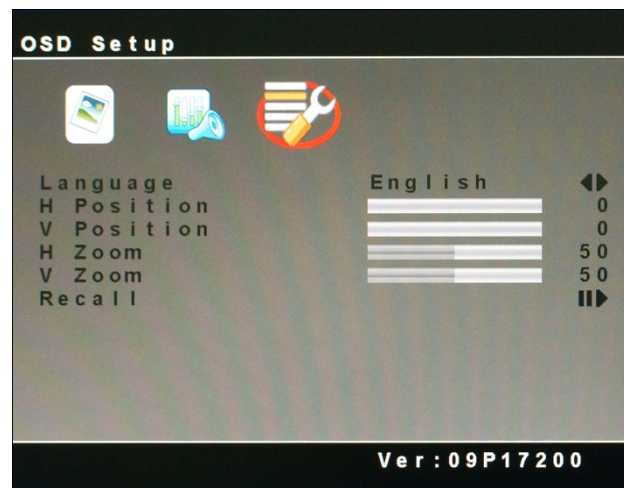 OSD Setup
Language English
H Position 0
V Position 0
H Zoom 50
V Zoom 50
Recall
Ver:09P17200